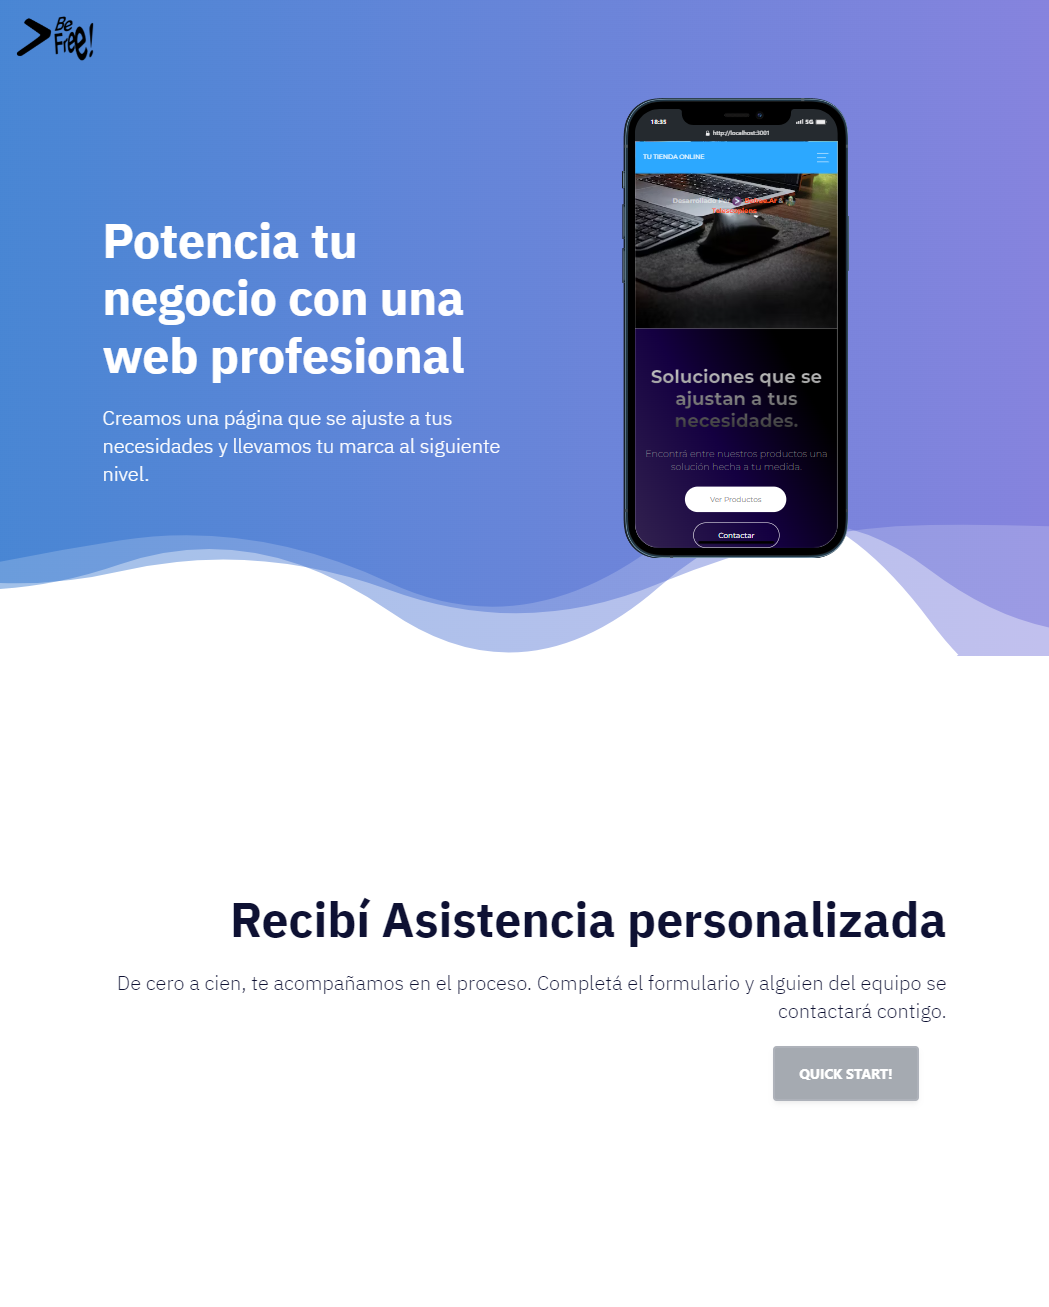 Be
Free!
Potencia tu
negocio con una
web profesional
Creamos una página que se ajuste a tus
necesidades y llevamos tu marca al siguiente
nivel.
18:35
5G
http://localhost:3001
TU TIENDA ONLINE
&
Soluciones que se
ajustan a tus
necesidades.
Encontrá entre nuestros productos una
solución hecha a tu medida.
Ver Productos
Contactar
Recibí Asistencia personalizada
De cero a cien, te acompañamos en el proceso. Completá el formulario y alguien del equipo se
contactará contigo.
QUICK START!